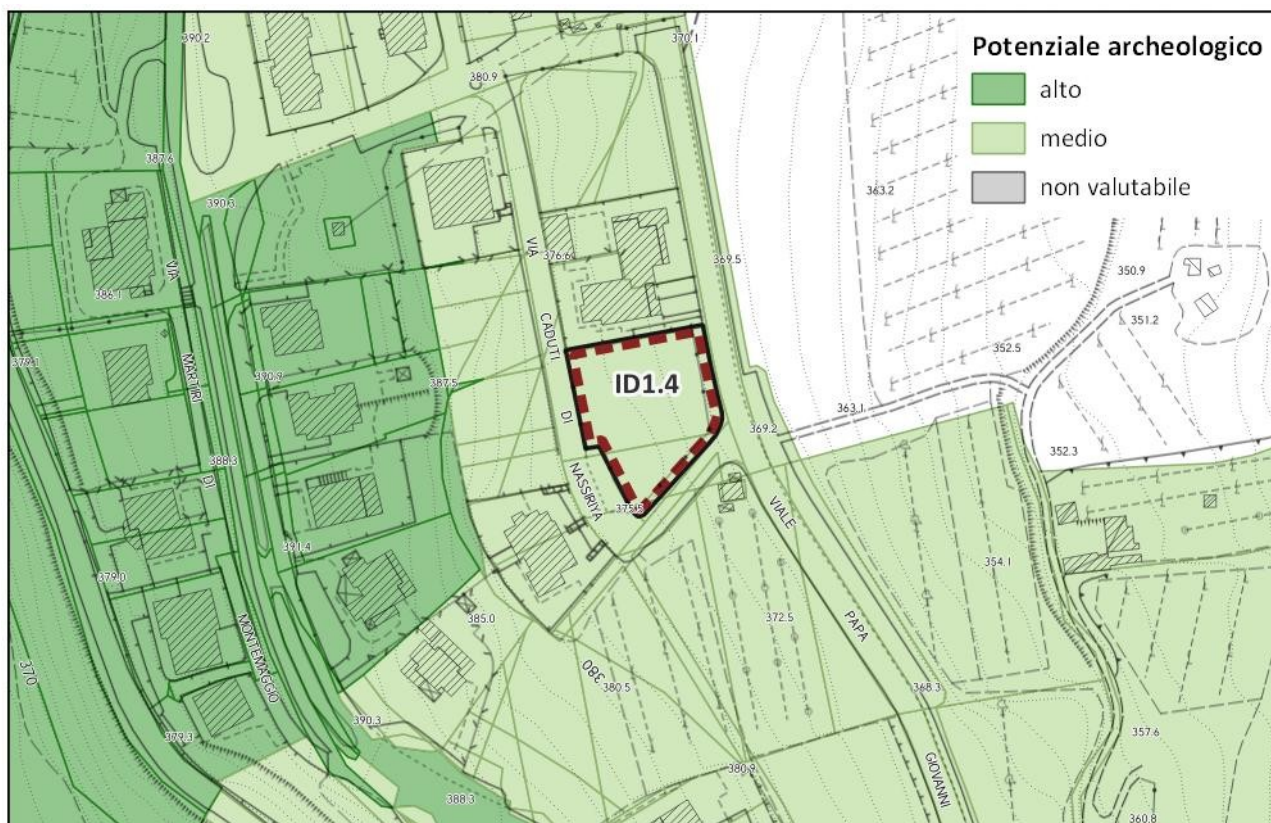 390.2
370.1
Potenziale archeologico
380.9
C
alto
387.6
medio
363.2
390.3
non valutabile
VIA
376.6
369.5
350.9
VIA
386.1
351.2
CADUTI
352.5
379.1
MARTIRI
390.9
387.5
ID1.4
363.1
DI
369.2
352.3
388.3
DI
NASSIRIYA
375.5
VIALE
391.4
354.1
379.0
385.0
372.5
PAPA
MONTEMAGGIO
380
370
380.5
368.3
390.3
379.3
357.6
GIOVANNI
380.9
388.3
360.8